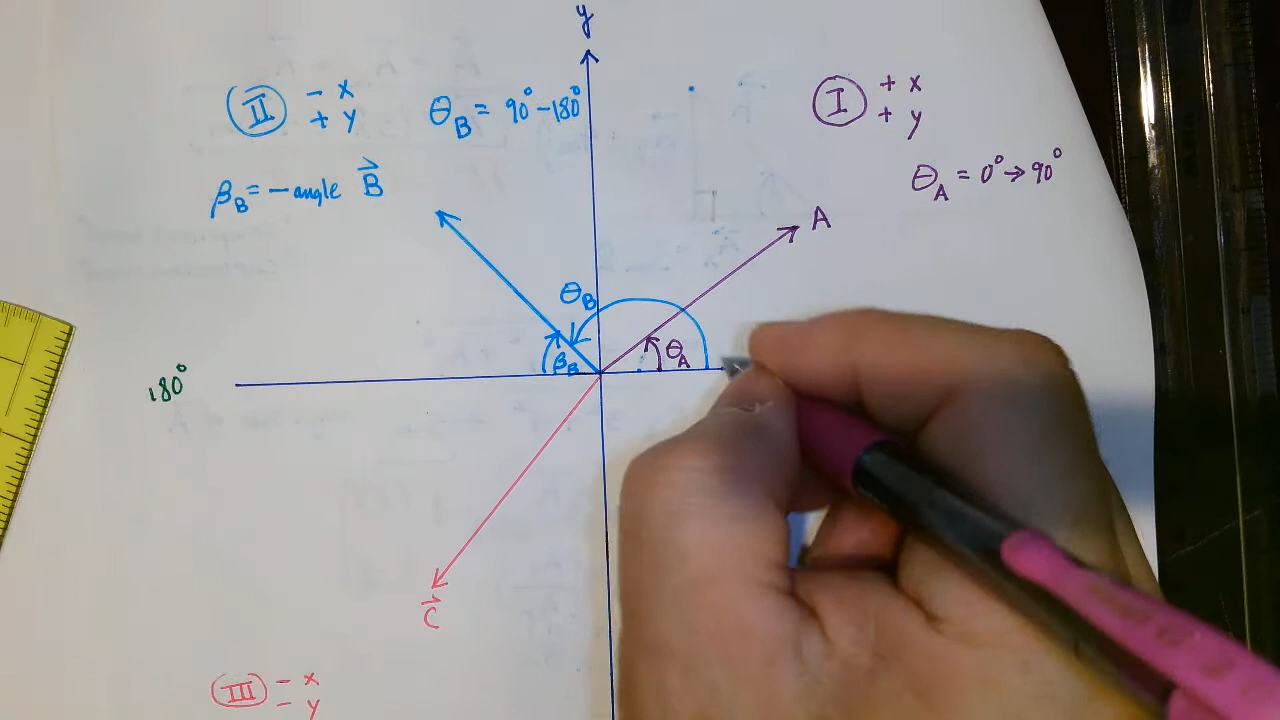 y
II - x
+ y
θB = 90° - 180°
βB = - angle B⃗
I + x
+ y
θA = 0° → 90°
A
θB
βB
θA
180°
C⃗
III - x
- y